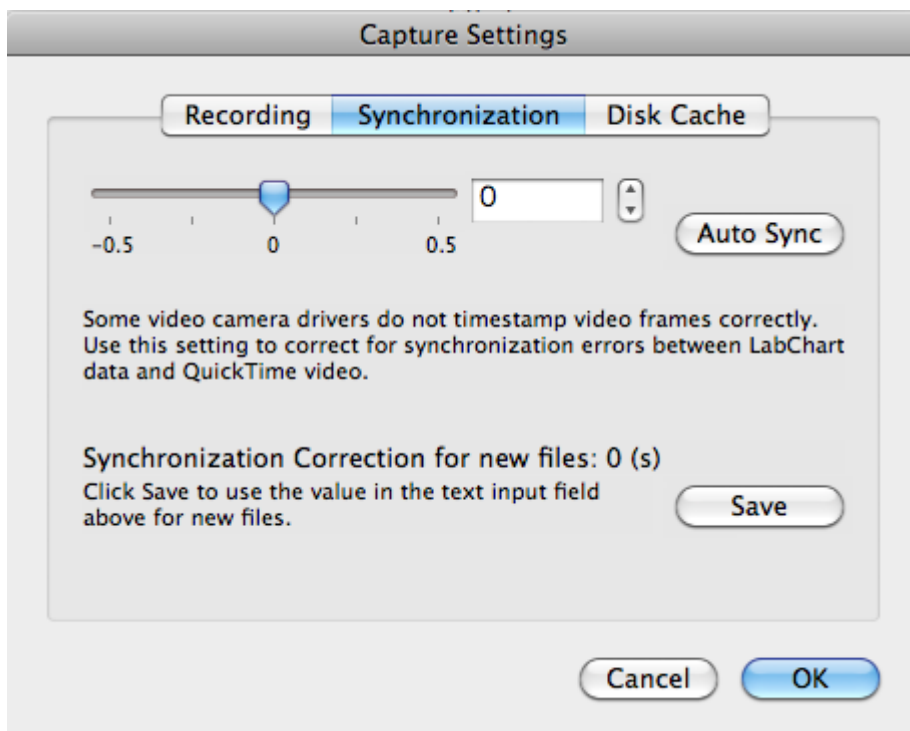 Capture Settings
Recording Synchronization Disk Cache
0
-0.5 0 0.5
Auto Sync
Some video camera drivers do not timestamp video frames correctly.
Use this setting to correct for synchronization errors between LabChart
data and QuickTime video.
Synchronization Correction for new files: 0 (s)
Click Save to use the value in the text input field
above for new files.
Save
Cancel OK